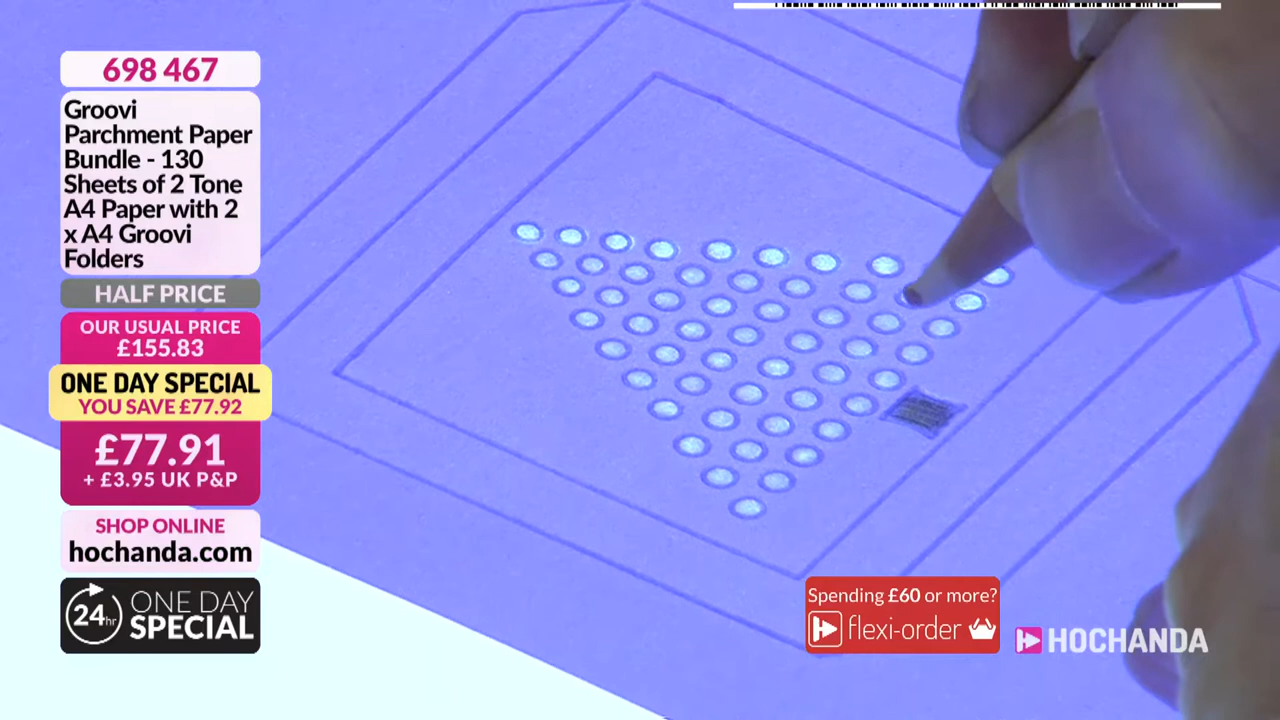 698 467
Groovi
Parchment Paper
Bundle - 130
Sheets of 2 Tone
A4 Paper with 2
x A4 Groovi
Folders
HALF PRICE
OUR USUAL PRICE
£155.83
ONE DAY SPECIAL
YOU SAVE £77.92
£77.91
+ £3.95 UK P&P
SHOP ONLINE
hochanda.com
24hr
ONE DAY
SPECIAL
Spending £60 or more?
flexi-order
HOCHANDA